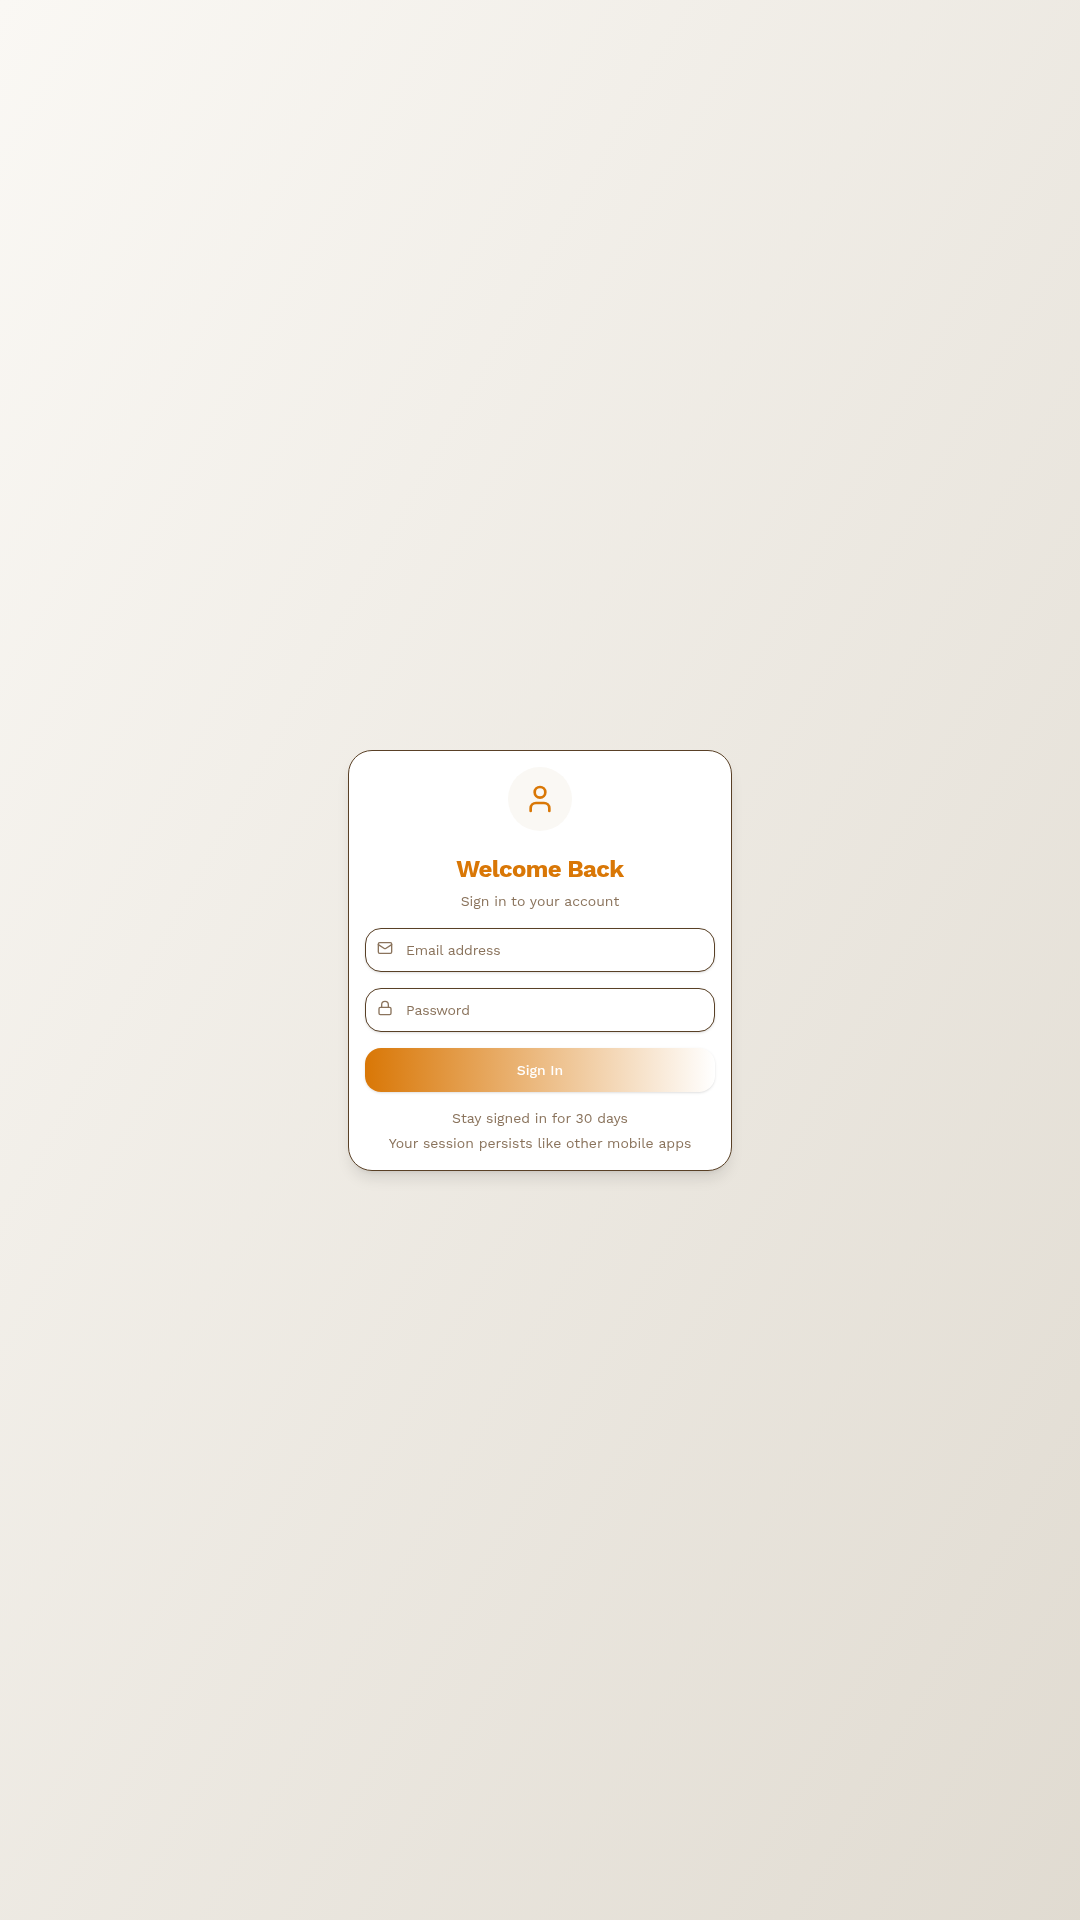 Welcome Back
Sign in to your account
Email address
Password
Sign In
Stay signed in for 30 days
Your session persists like other mobile apps